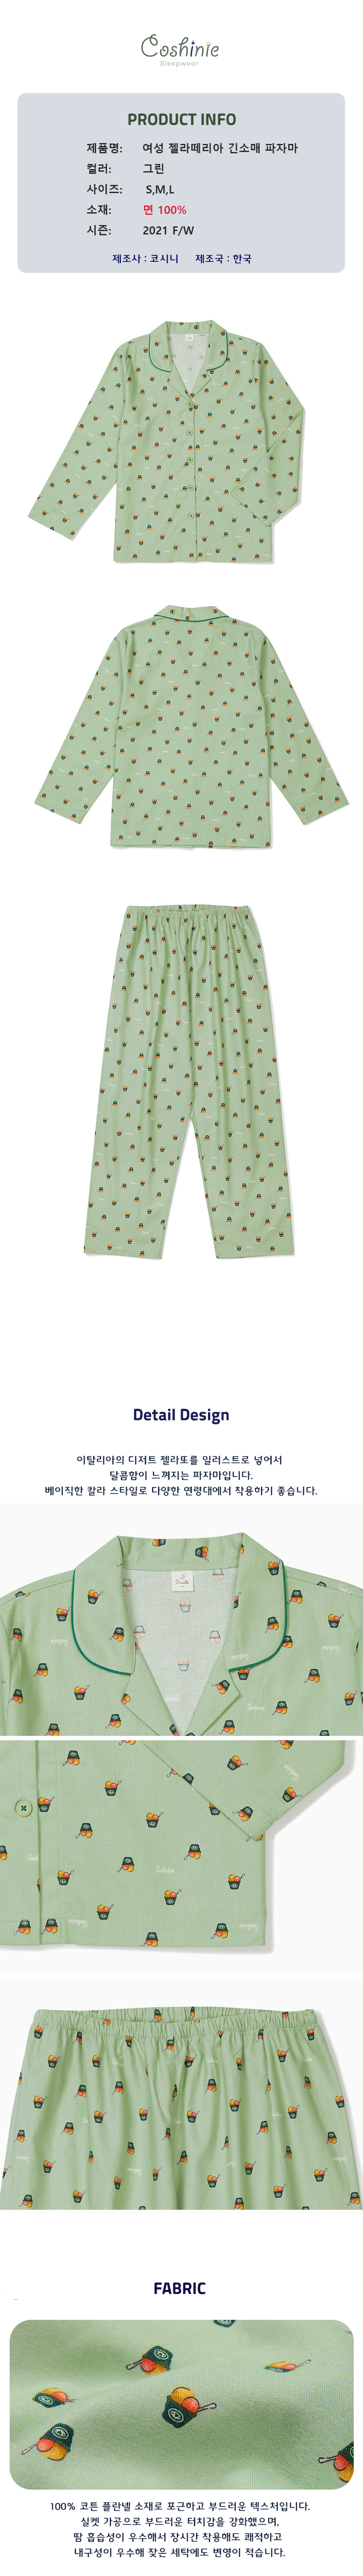 Coshinie
Sleepwear
PRODUCT INFO
제품명: 여성 젤라떼리아 긴소매 파자마
컬러: 그린
사이즈: S,M,L
소재: 면 100%
시즌: 2021 F/W
제조사 : 코시니 제조국 : 한국
Detail Design
이탈리아의 디저트 젤라또를 일러스트로 넣어서
달콤함이 느껴지는 파자마입니다.
베이직한 칼라 스타일로 다양한 연령대에서 착용하기 좋습니다.
FABRIC
100% 코튼 플란넬 소재로 포근하고 부드러운 텍스처입니다.
실켓 가공으로 부드러운 터치감을 강화했으며,
땀 흡습성이 우수해서 장시간 착용해도 쾌적하고
내구성이 우수해 잦은 세탁에도 변형이 적습니다.